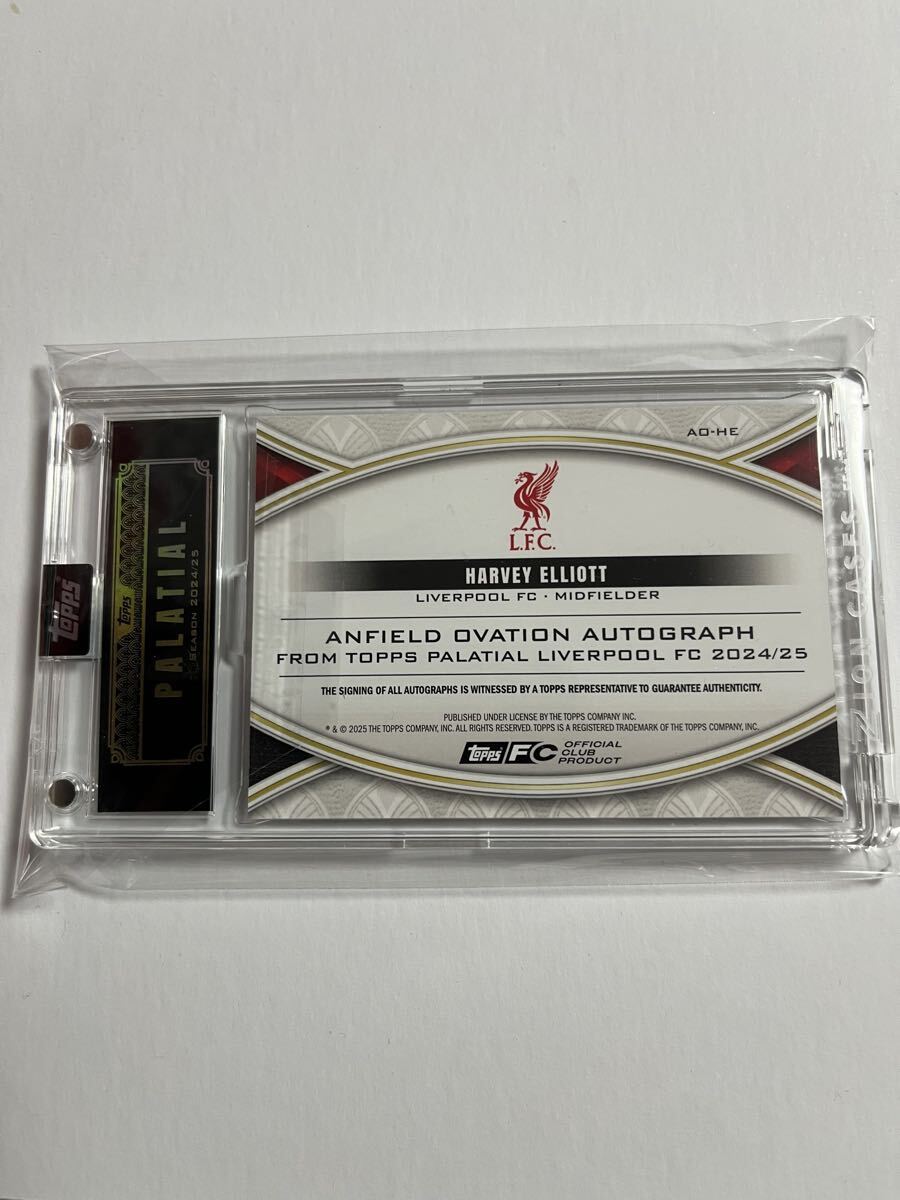 AO-HE
L.F.C.
HARVEY ELLIOTT
LIVERPOOL FC · MIDFIELDER
ANFIELD OVATION AUTOGRAPH
FROM TOPPS PALATIAL LIVERPOOL FC 2024/25
THE SIGNING OF ALL AUTOGRAPHS IS WITNESSED BY A TOPPS REPRESENTATIVE TO GUARANTEE AUTHENTICITY.
PUBLISHED UNDER LICENSE BY THE TOPPS COMPANY INC.
® & © 2025 THE TOPPS COMPANY, INC. ALL RIGHTS RESERVED. TOPPS IS A REGISTERED TRADEMARK OF THE TOPPS COMPANY, INC.
Topps FC OFFICIAL
CLUB
PRODUCT
Topps
Topps
PALATIAL
SEASON 2024/25
ZION CASES